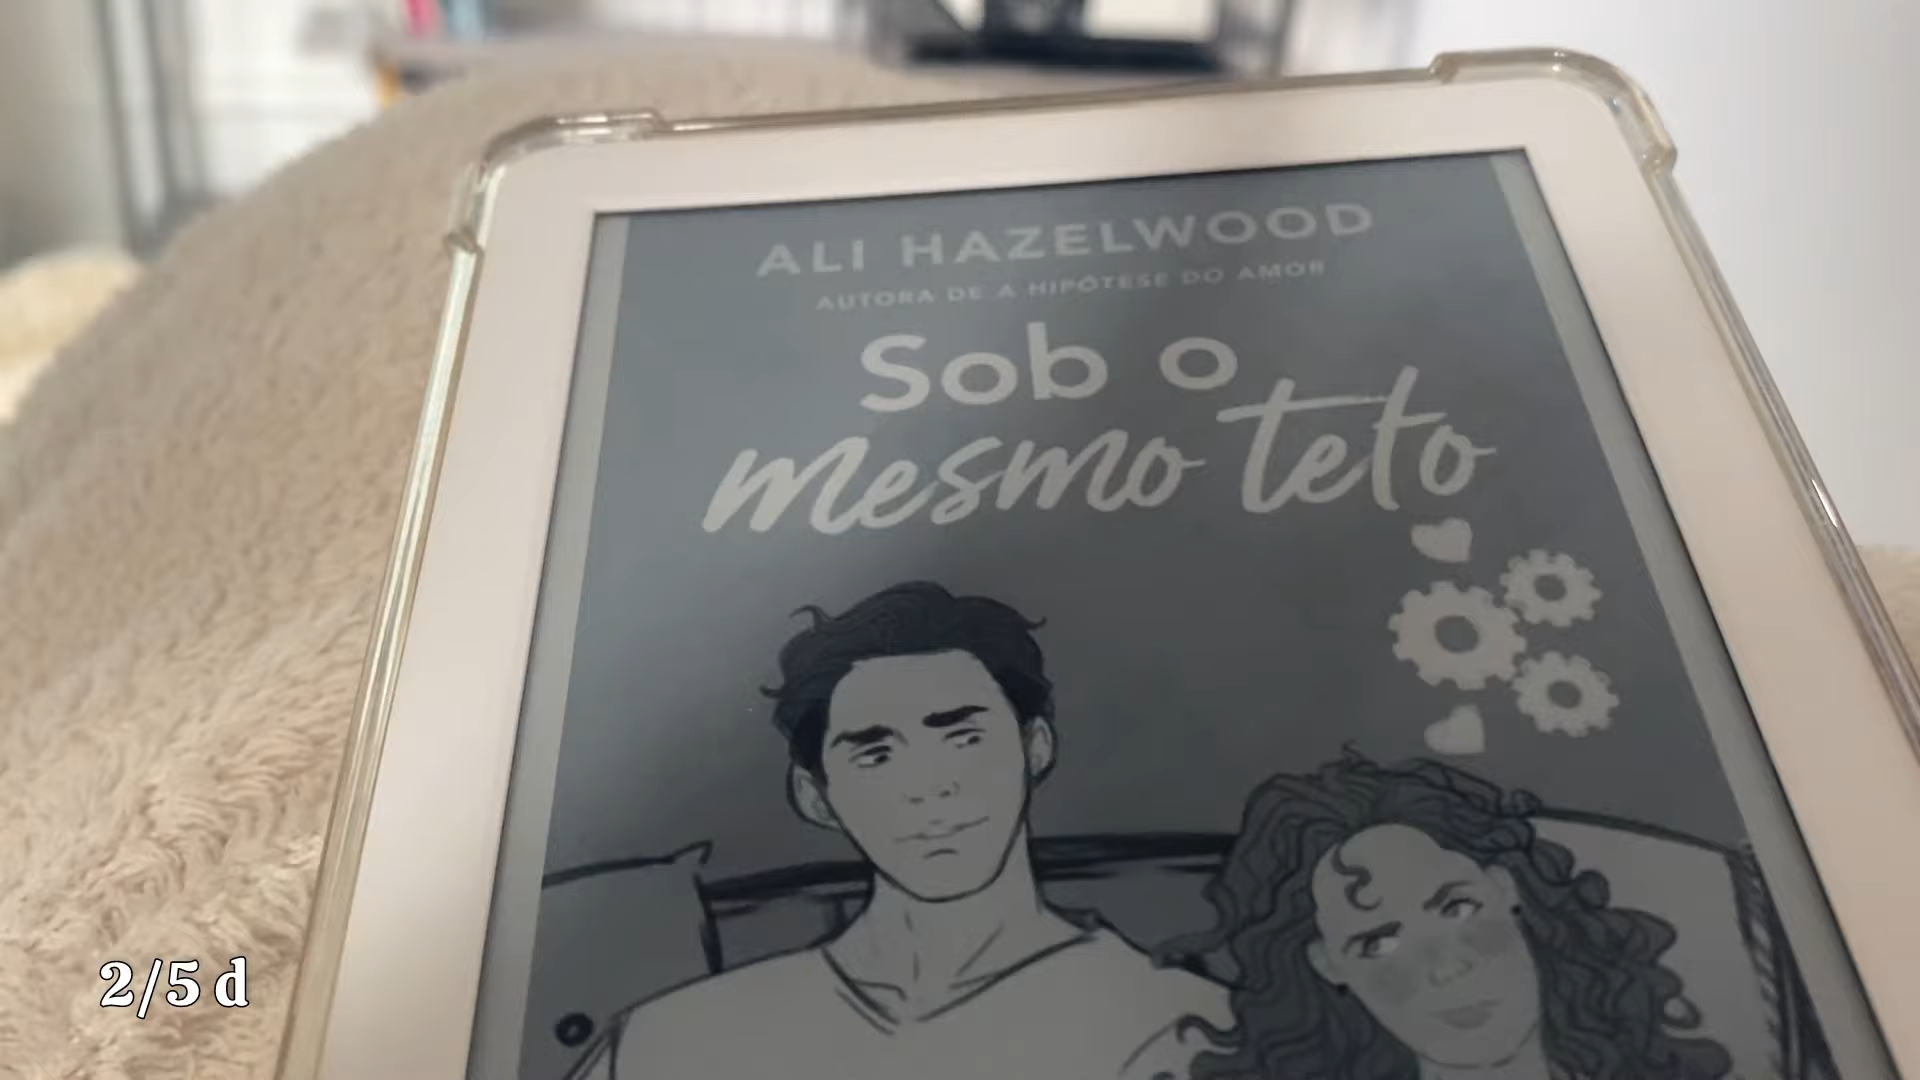 ALI HAZELWOOD
AUTORA DE A HIPÓTESE DO AMOR
Sob o
mesmo teto
2/5 d